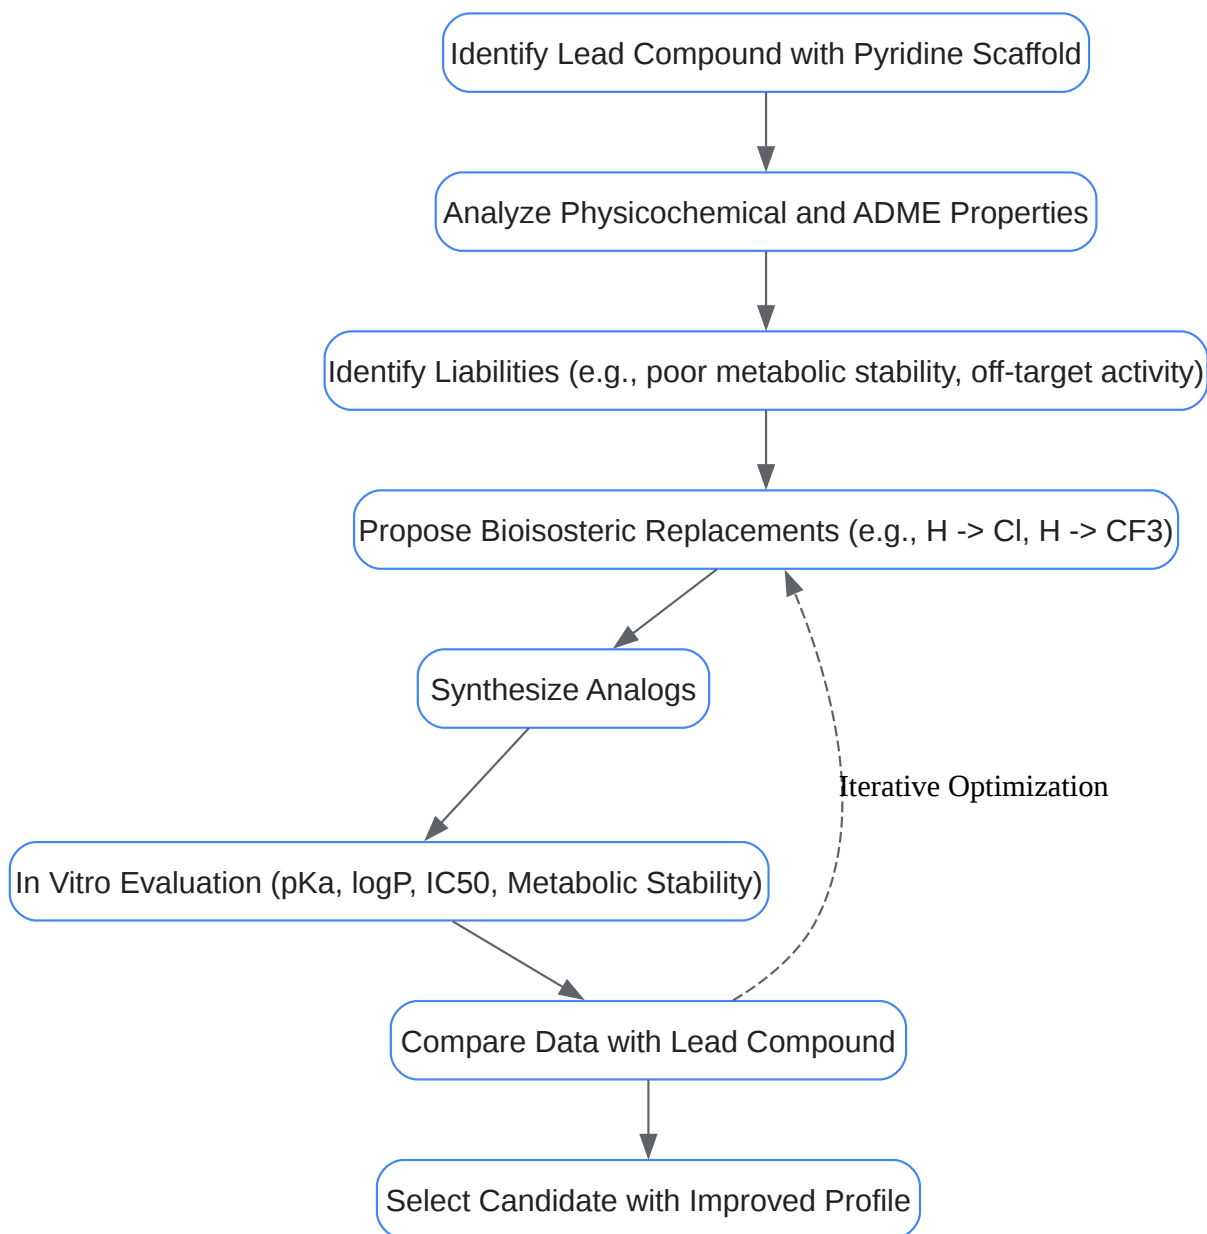 Identify Lead Compound with Pyridine Scaffold
Analyze Physicochemical and ADME Properties
Identify Liabilities (e.g., poor metabolic stability, off-target activity)
Propose Bioisosteric Replacements (e.g., H -> Cl, H -> CF3)
Synthesize Analogs
Iterative Optimization
In Vitro Evaluation (pKa, logP, IC50, Metabolic Stability)
Compare Data with Lead Compound
Select Candidate with Improved Profile